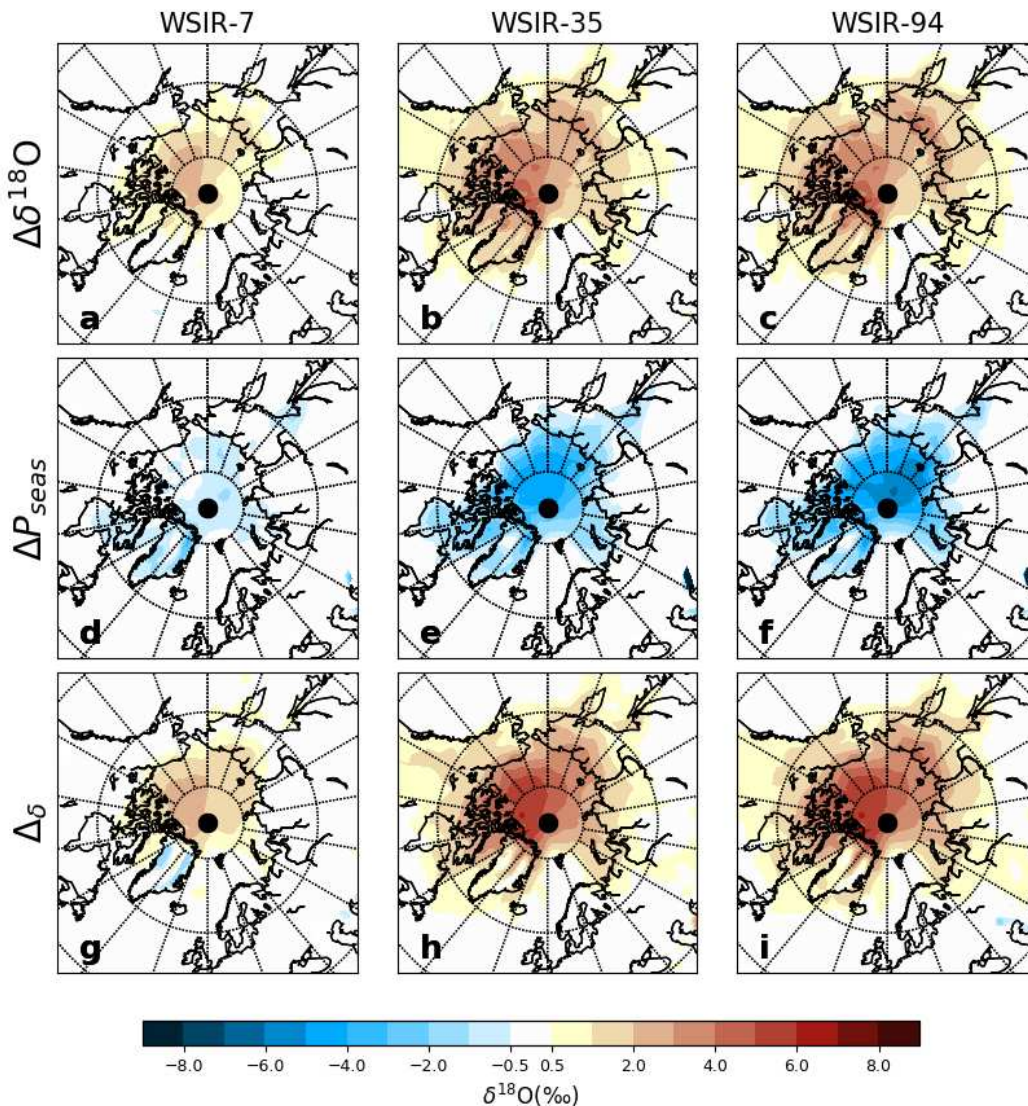 WSIR-7 WSIR-35 WSIR-94
Δδ¹⁸O
a b c
ΔP_seas
d e f
Δ_δ
g h i
−8.0 −6.0 −4.0 −2.0 −0.5 0.5 2.0 4.0 6.0 8.0
δ¹⁸O(‰)